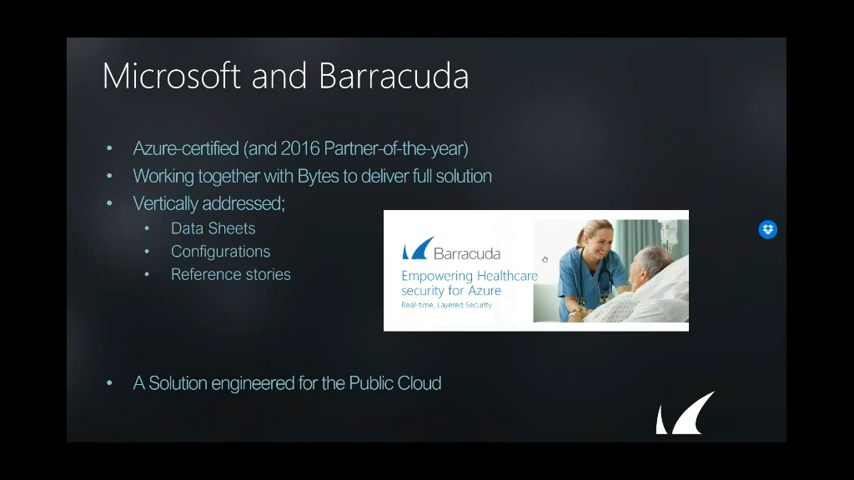 Microsoft and Barracuda
• Azure-certified (and 2016 Partner-of-the-year)
• Working together with Bytes to deliver full solution
• Vertically addressed;
• Data Sheets
• Configurations
• Reference stories
Barracuda
Empowering Healthcare
security for Azure
Real-time, Layered Security
• A Solution engineered for the Public Cloud